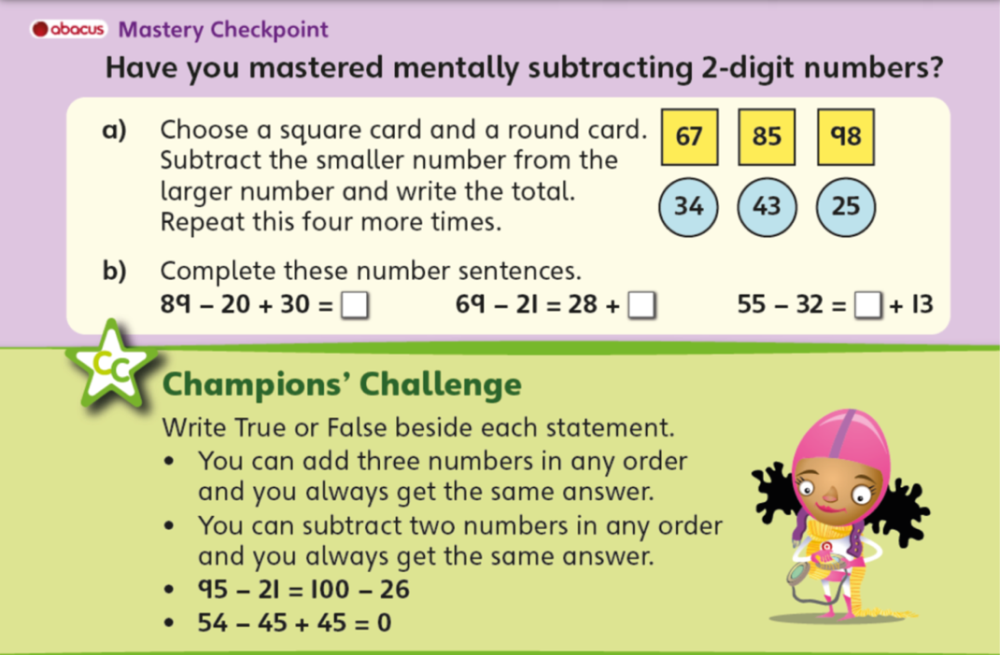 abacus Mastery Checkpoint
Have you mastered mentally subtracting 2-digit numbers?
a) Choose a square card and a round card.
Subtract the smaller number from the
larger number and write the total.
Repeat this four more times.
67 85 98
34 43 25
b) Complete these number sentences.
89 – 20 + 30 = □ 69 – 21 = 28 + □ 55 – 32 = □ + 13
CC
Champions’ Challenge
Write True or False beside each statement.
• You can add three numbers in any order
and you always get the same answer.
• You can subtract two numbers in any order
and you always get the same answer.
• 95 – 21 = 100 – 26
• 54 – 45 + 45 = 0